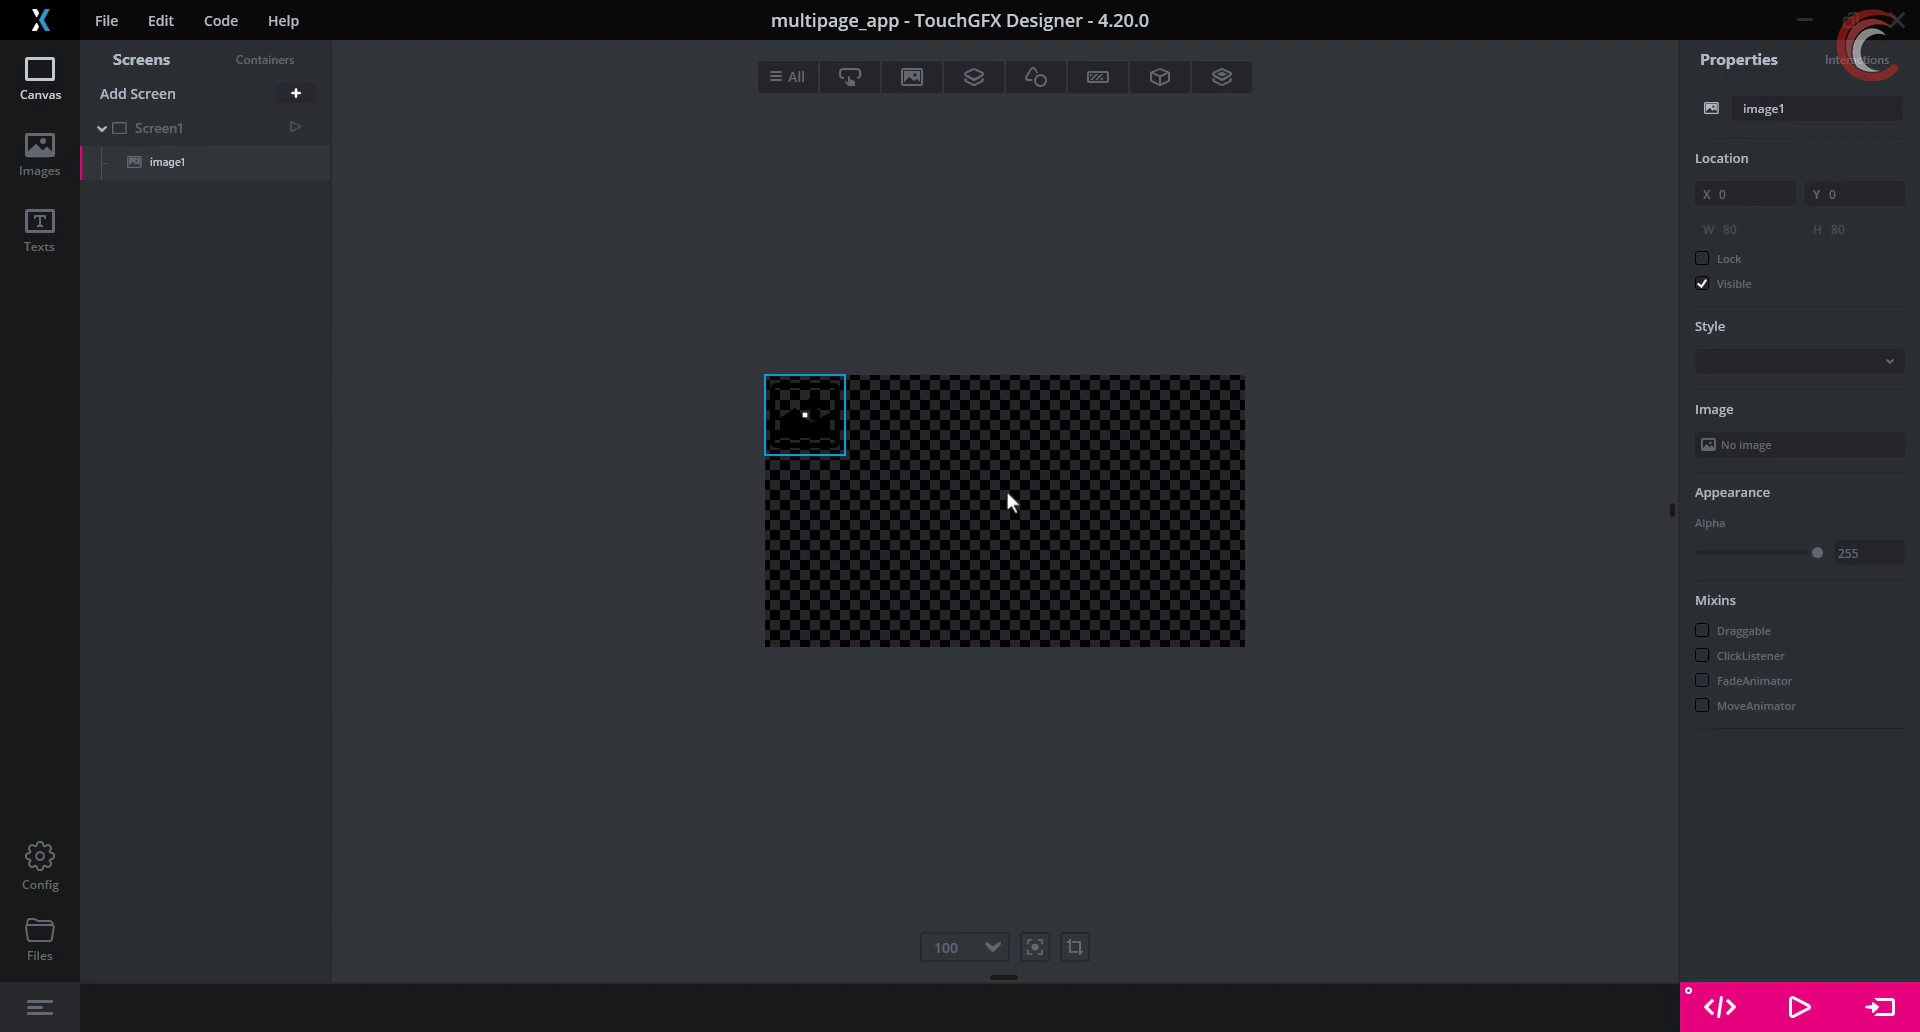 File Edit Code Help
multipage_app - TouchGFX Designer - 4.20.0
Canvas
Images
Texts
Config
Files
Screens Containers
Add Screen
Screen1
image1
All
100
Properties Interactions
image1
Location
X 0 Y 0
W 80 H 80
Lock
Visible
Style
Image
No image
Appearance
Alpha
255
Mixins
Draggable
ClickListener
FadeAnimator
MoveAnimator